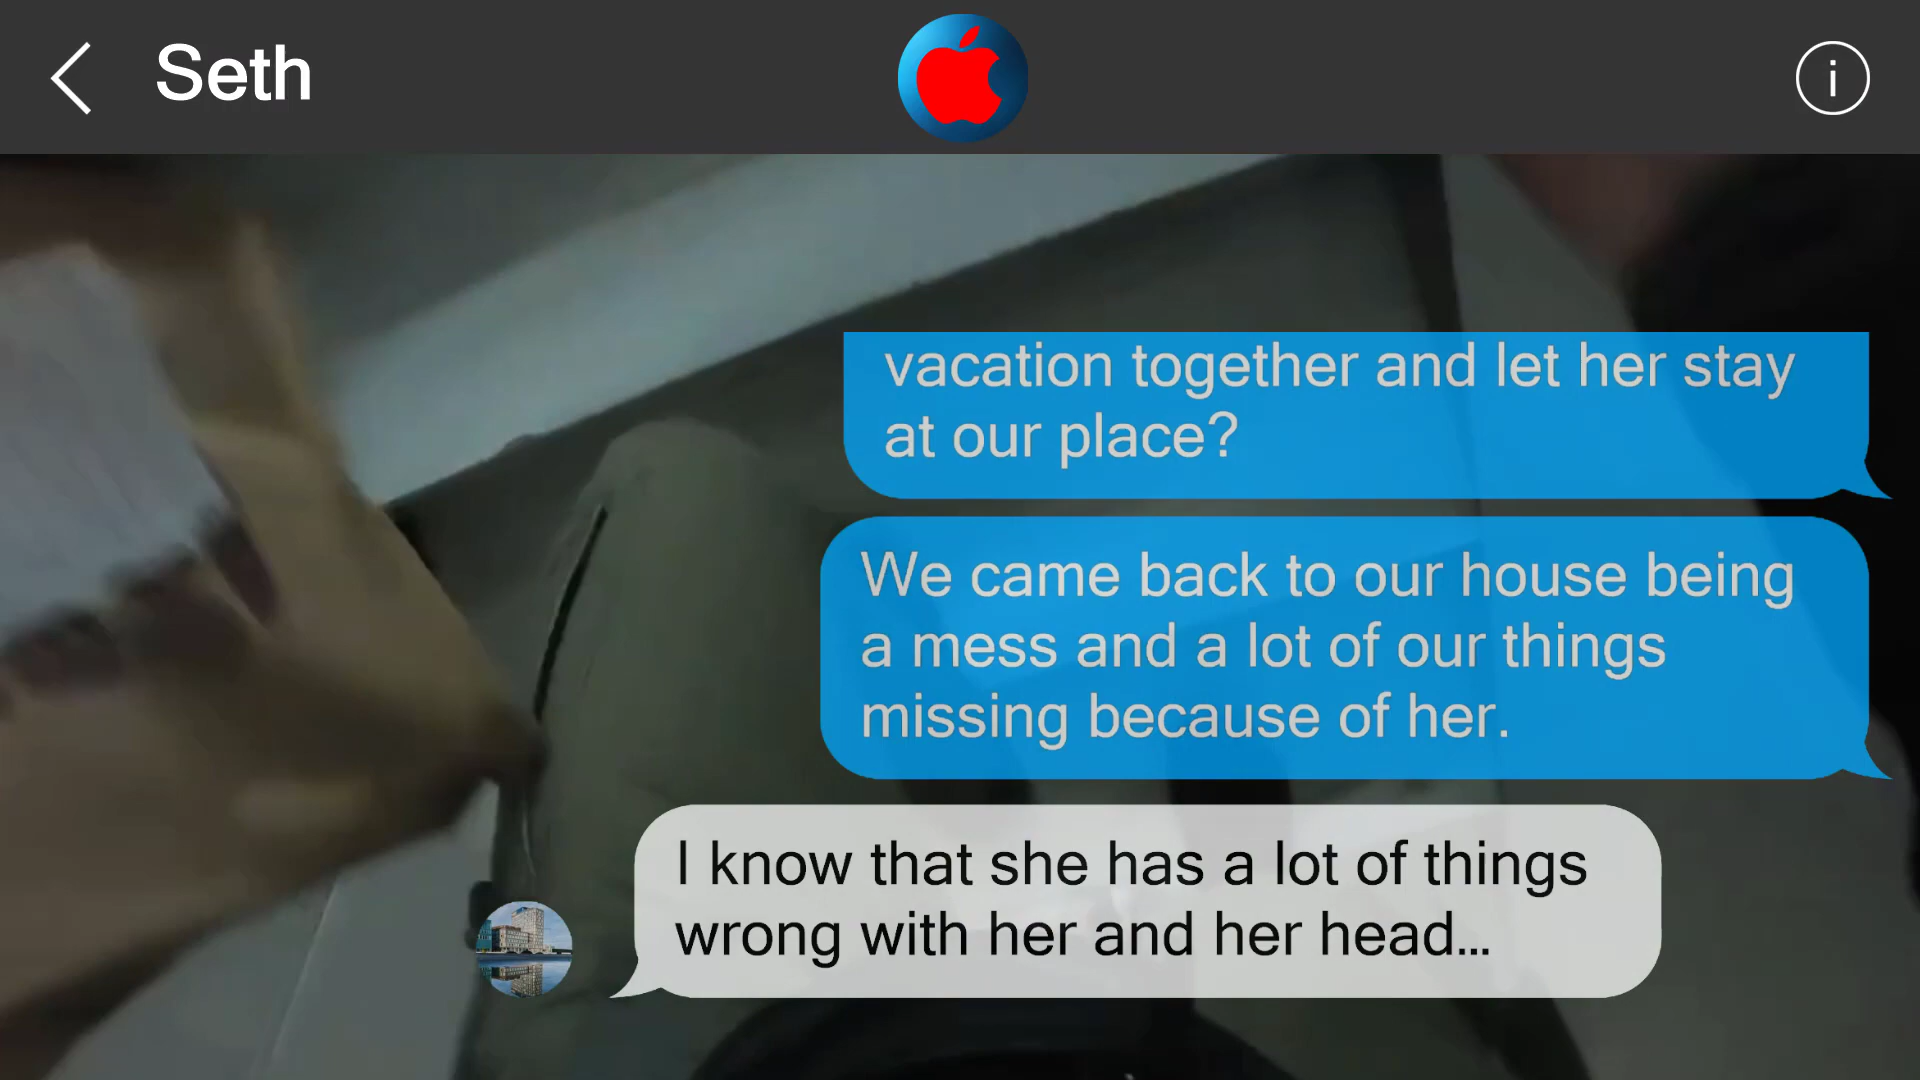 Seth
i
vacation together and let her stay
at our place?
We came back to our house being
a mess and a lot of our things
missing because of her.
I know that she has a lot of things
wrong with her and her head...